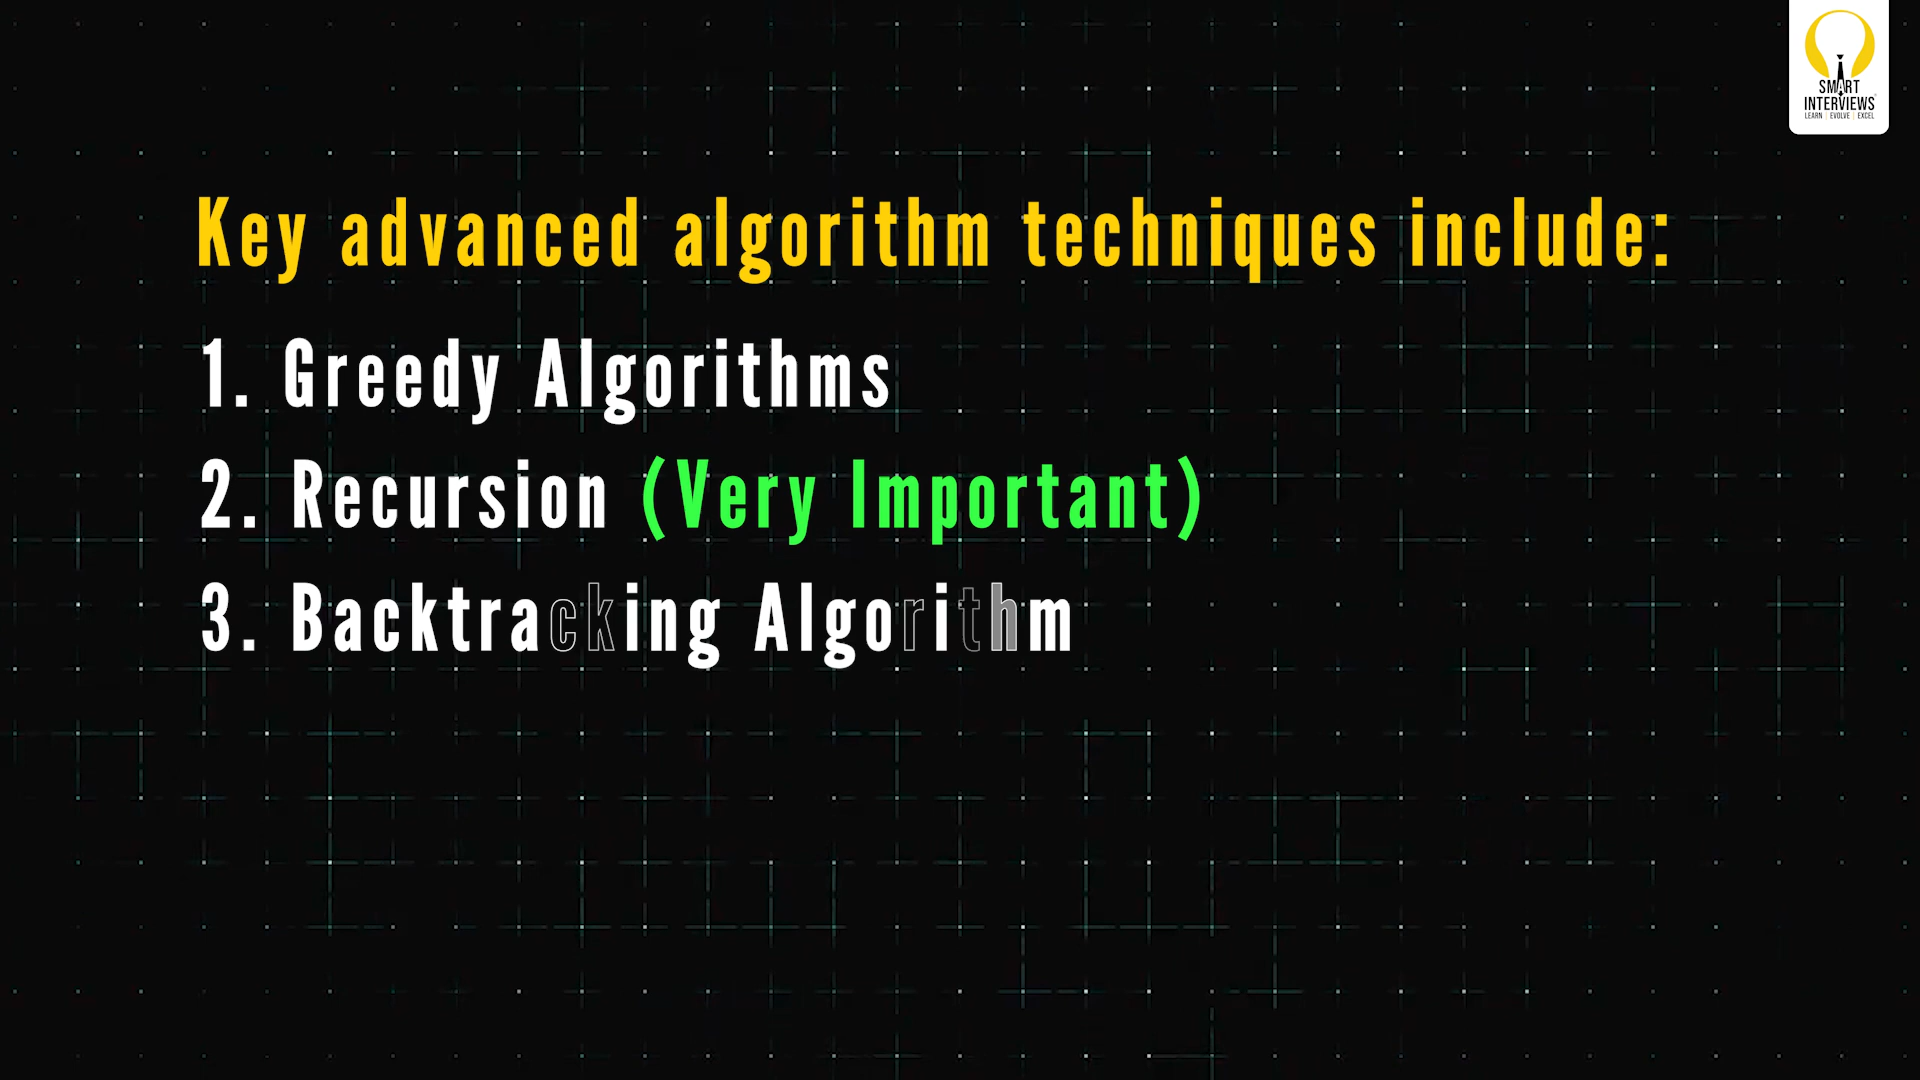 SMART
INTERVIEWS
LEARN | EVOLVE | EXCEL
Key advanced algorithm techniques include:
1. Greedy Algorithms
2. Recursion (Very Important)
3. Backtracking Algorithm